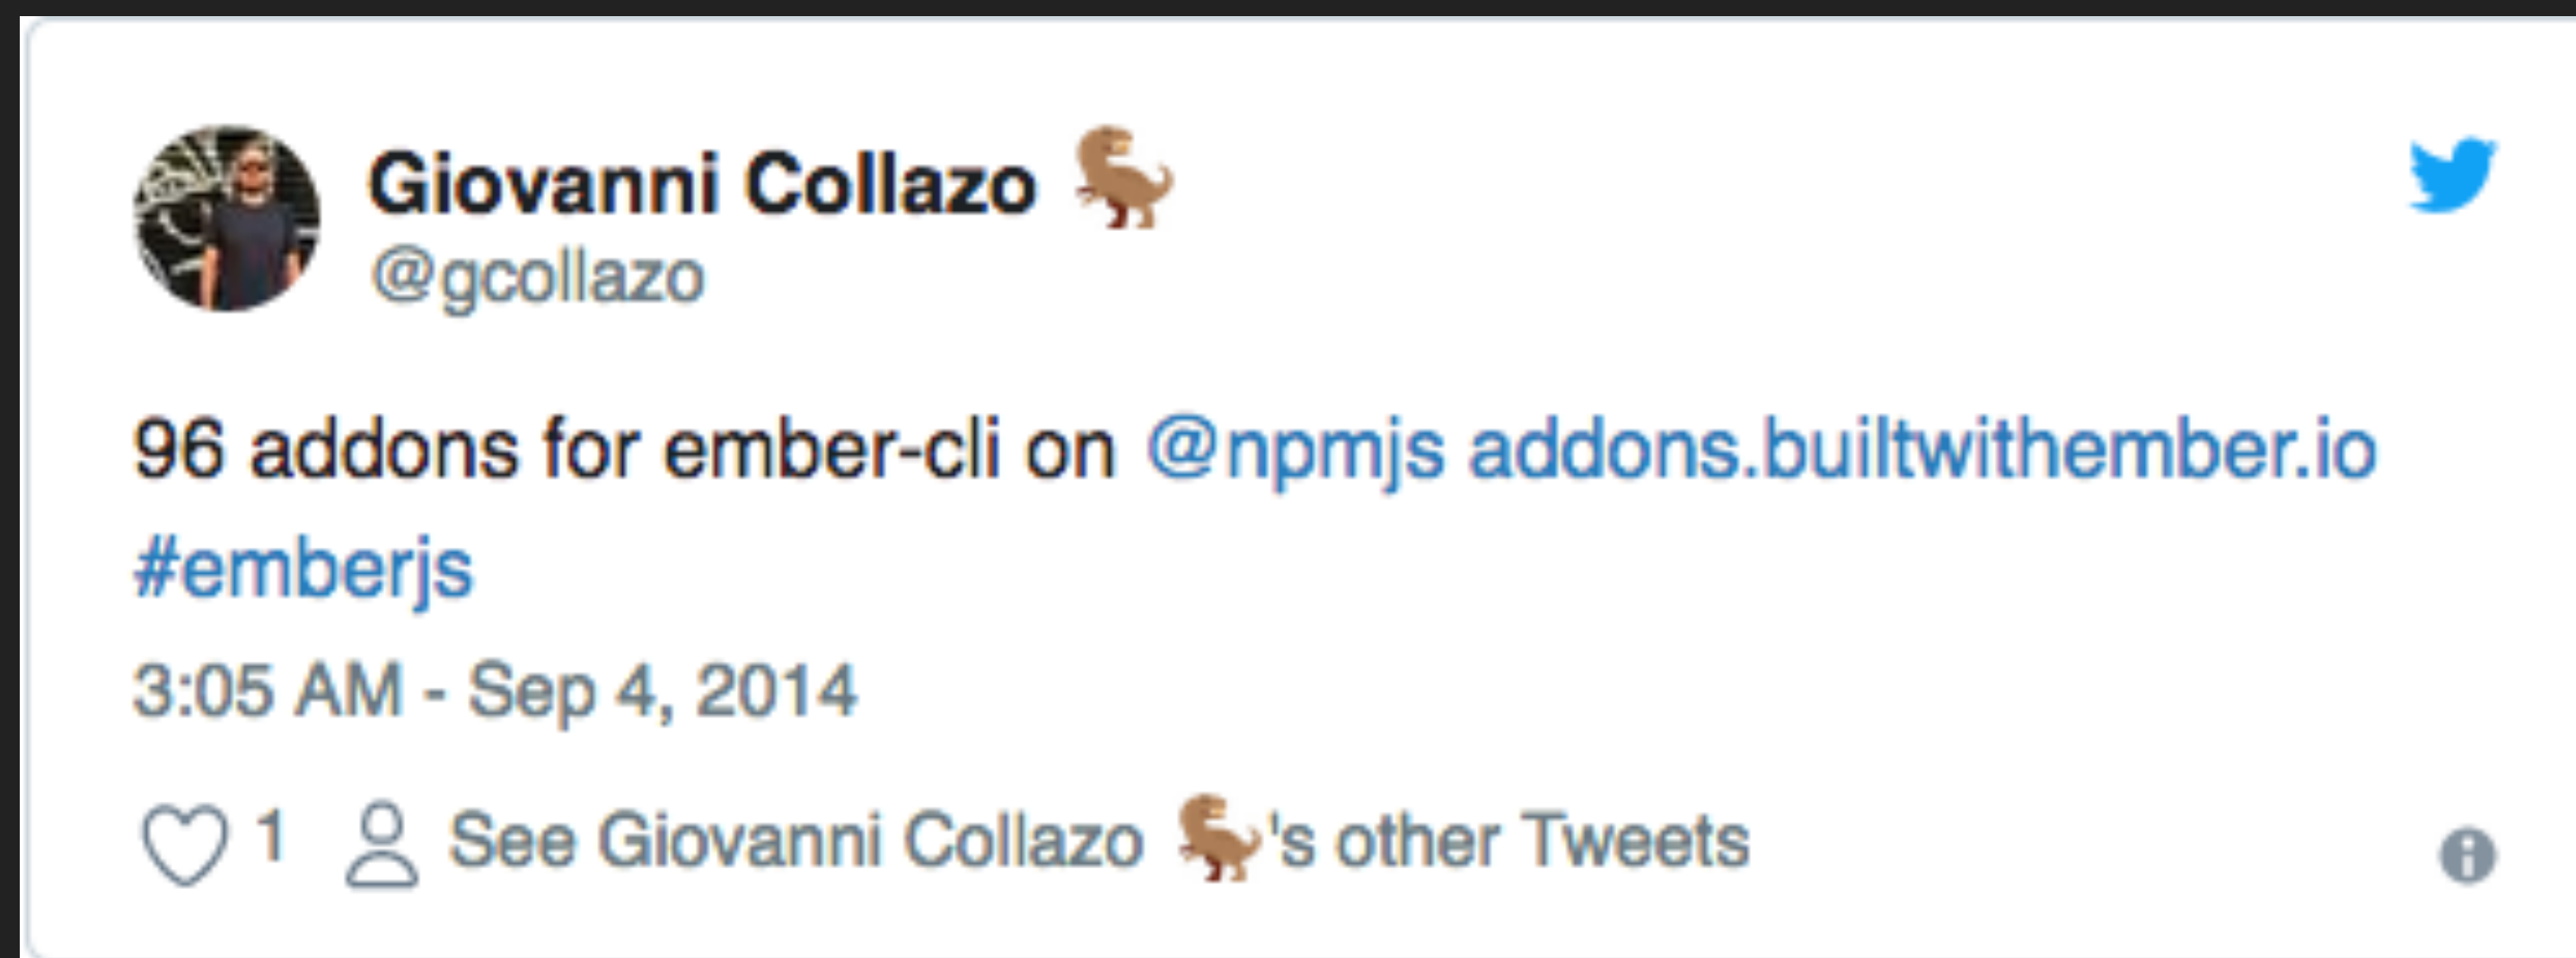 Giovanni Collazo 🦖
@gcollazo
96 addons for ember-cli on @npmjs addons.builtwithember.io
#emberjs
3:05 AM - Sep 4, 2014
1 See Giovanni Collazo 🦖's other Tweets